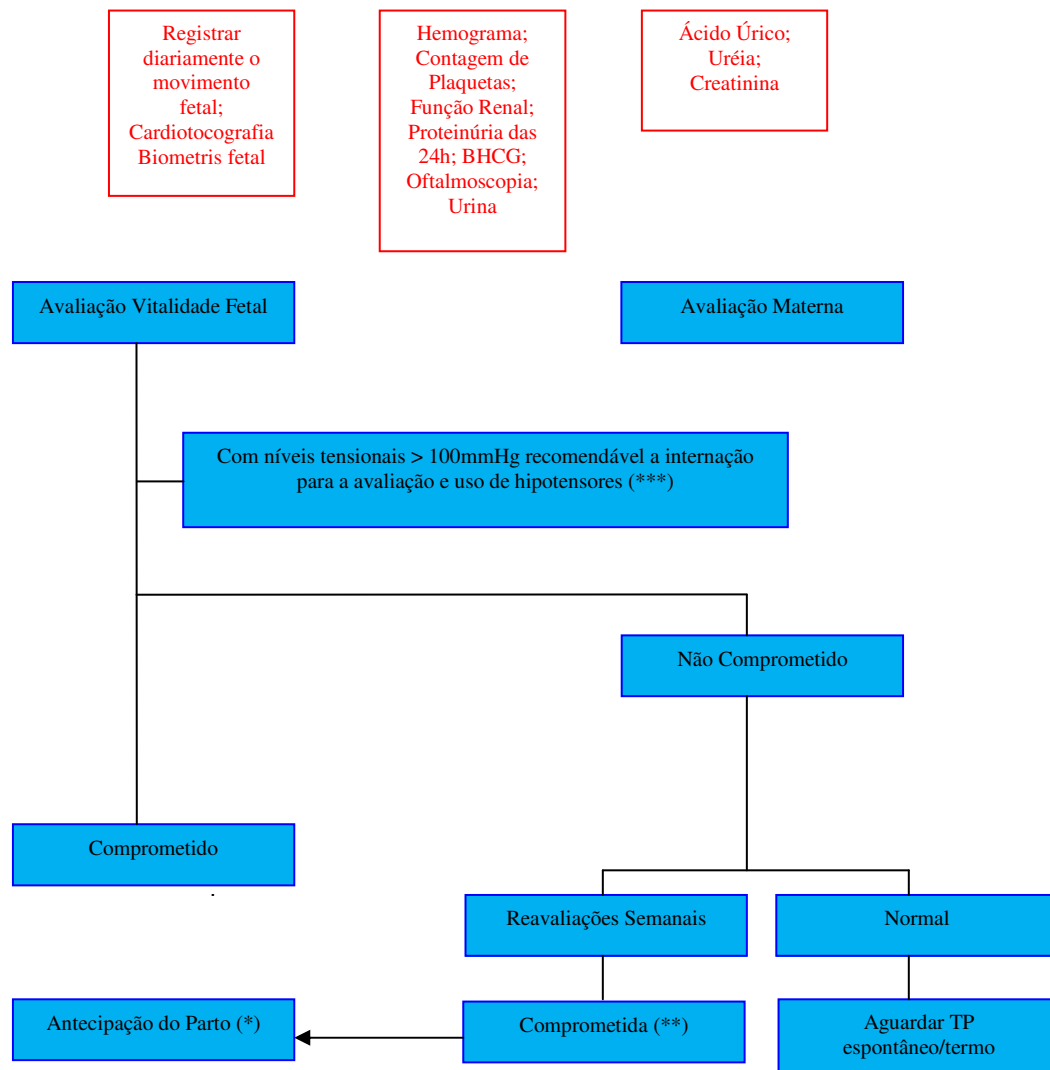 Registrar
diariamente o
movimento
fetal;
Cardiotocografia
Biometris fetal
Hemograma;
Contagem de
Plaquetas;
Função Renal;
Proteinúria das
24h; BHCG;
Oftalmoscopia;
Urina
Ácido Úrico;
Uréia;
Creatinina
Avaliação Vitalidade Fetal
Avaliação Materna
Com níveis tensionais > 100mmHg recomendável a internação
para a avaliação e uso de hipotensores (***)
Não Comprometido
Comprometido
Reavaliações Semanais
Normal
Antecipação do Parto (*)
Comprometida (**)
Aguardar TP
espontâneo/termo